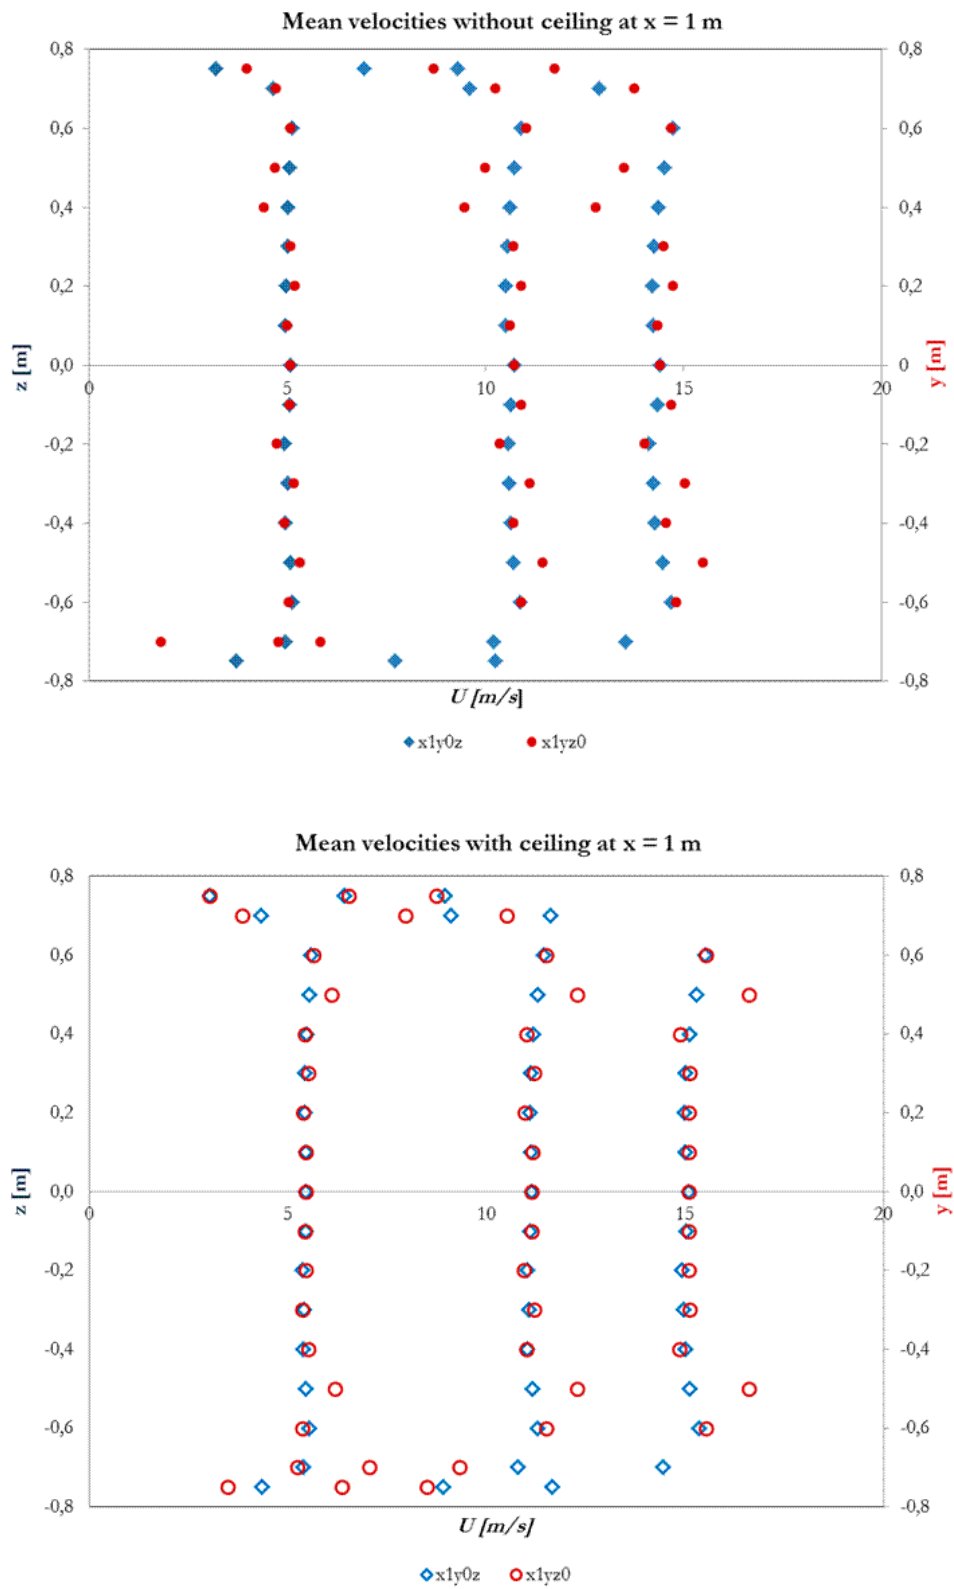 Mean velocities without ceiling at x = 1 m
0,8 0,8
0,6 0,6
0,4 0,4
0,2 0,2
0,0 0
0 5 10 15 20
-0,2 -0,2
-0,4 -0,4
-0,6 -0,6
-0,8 -0,8
z [m]
y [m]
U [m/s]
x1y0z x1yz0
Mean velocities with ceiling at x = 1 m
0,8 0,8
0,6 0,6
0,4 0,4
0,2 0,2
0,0 0,0
0 5 10 15 20
-0,2 -0,2
-0,4 -0,4
-0,6 -0,6
-0,8 -0,8
z [m]
y [m]
U [m/s]
x1y0z x1yz0